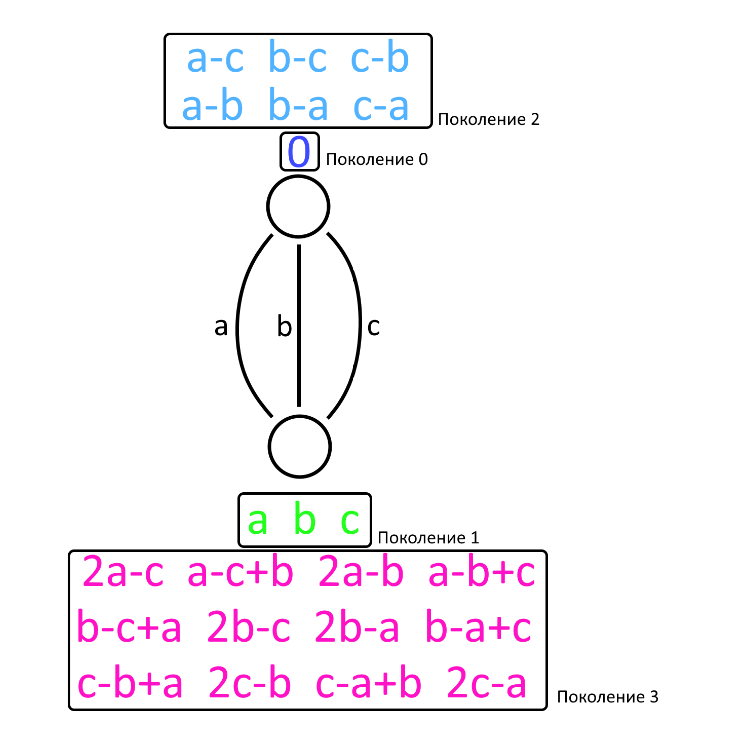 a-c b-c c-b
a-b b-a c-a
Поколение 2
0
Поколение 0
a
b
c
a b c
Поколение 1
2a-c a-c+b 2a-b a-b+c
b-c+a 2b-c 2b-a b-a+c
c-b+a 2c-b c-a+b 2c-a
Поколение 3